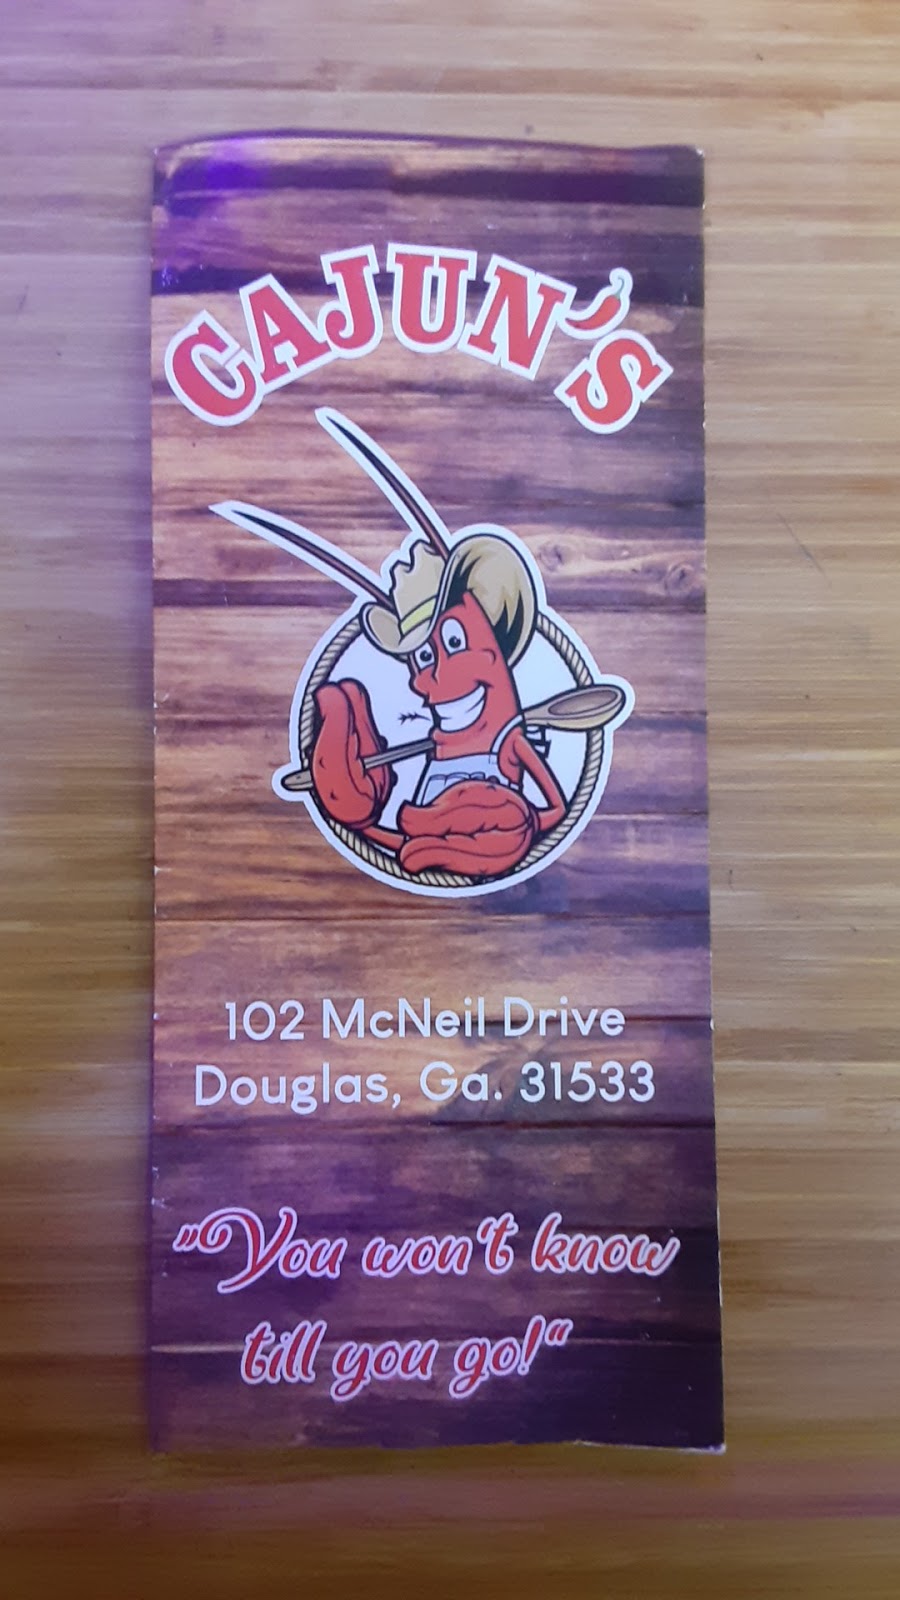 CAJUN'S
102 McNeil Drive
Douglas, Ga. 31533
"You won't know
till you go!"